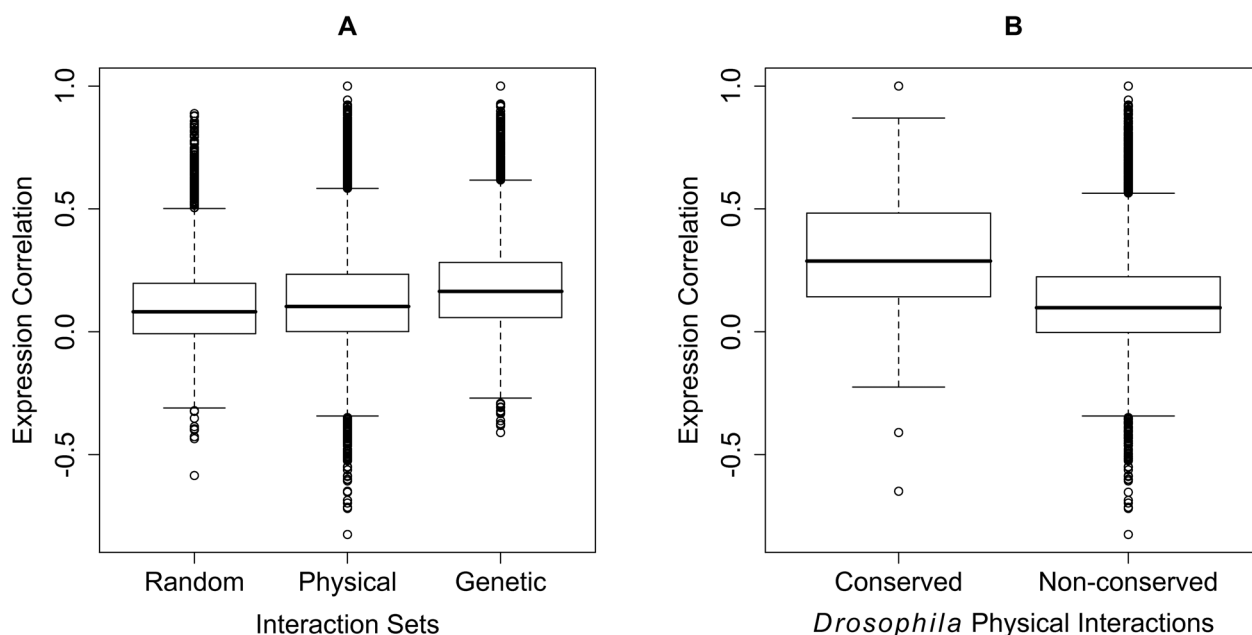 A
Expression Correlation
1.0
0.5
0.0
-0.5
Random Physical Genetic
Interaction Sets
B
Expression Correlation
1.0
0.5
0.0
-0.5
Conserved Non-conserved
Drosophila Physical Interactions